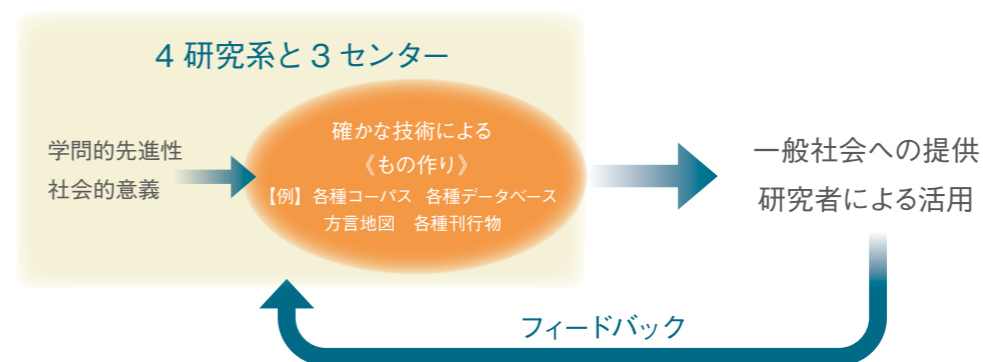 4 研究系と 3 センター
学問的先進性
社会的意義
確かな技術による
《もの作り》
【例】各種コーパス 各種データベース
方言地図 各種刊行物
一般社会への提供
研究者による活用
フィードバック